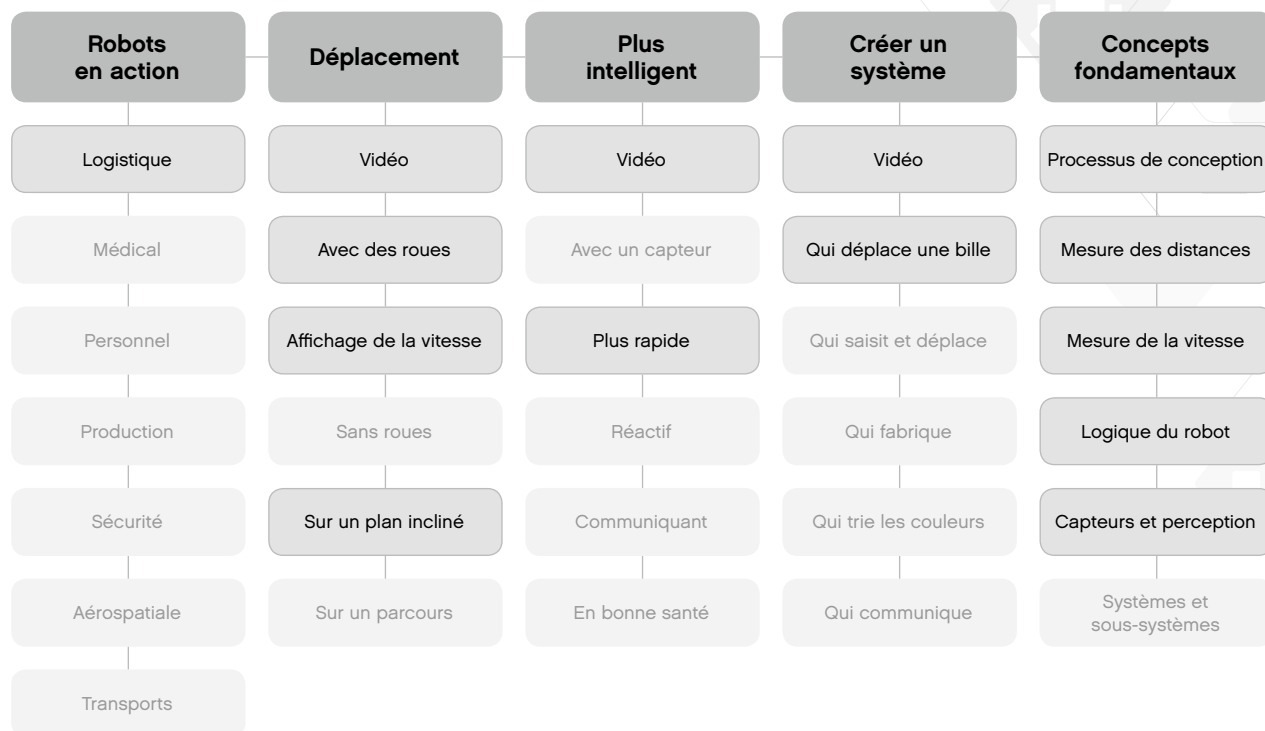 Robots
en action
Déplacement
Plus
intelligent
Créer un
système
Concepts
fondamentaux
Logistique
Vidéo
Vidéo
Vidéo
Processus de conception
Médical
Avec des roues
Avec un capteur
Qui déplace une bille
Mesure des distances
Personnel
Affichage de la vitesse
Plus rapide
Qui saisit et déplace
Mesure de la vitesse
Production
Sans roues
Réactif
Qui fabrique
Logique du robot
Sécurité
Sur un plan incliné
Communiquant
Qui trie les couleurs
Capteurs et perception
Aérospatiale
Sur un parcours
En bonne santé
Qui communique
Systèmes et
sous-systèmes
Transports